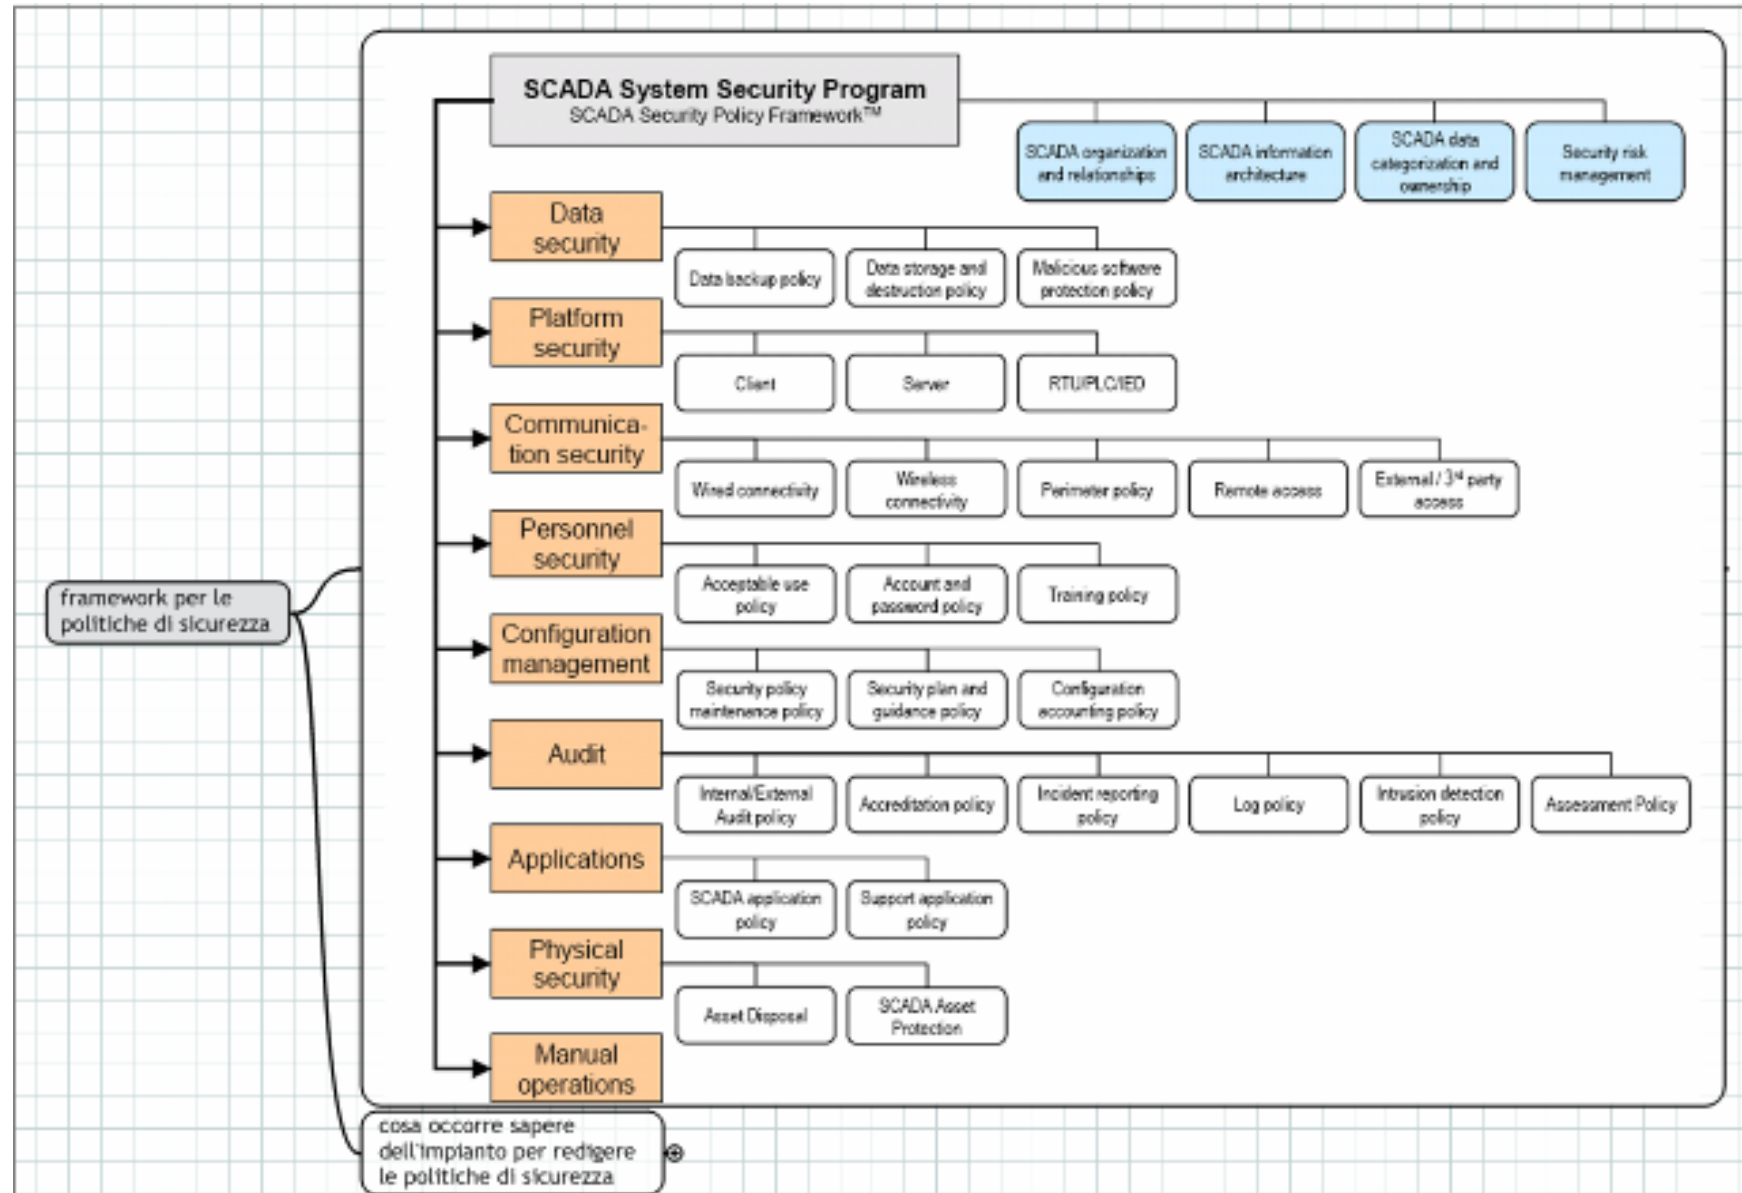 SCADA System Security Program
SCADA Security Policy Framework™
SCADA organization
and relationships
SCADA information
architecture
SCADA data
categorization and
ownership
Security risk
management
Data
security
Data backup policy
Data storage and
destruction policy
Malicious software
protection policy
Platform
security
Client
Server
RTU/PLC/IED
Communica-
tion security
Wired connectivity
Wireless
connectivity
Perimeter policy
Remote access
External / 3rd party
access
Personnel
security
Acceptable use
policy
Account and
password policy
Training policy
framework per le
politiche di sicurezza
Configuration
management
Security policy
maintenance policy
Security plan and
guidance policy
Configuration
accounting policy
Audit
Internal/External
Audit policy
Accreditation policy
Incident reporting
policy
Log policy
Intrusion detection
policy
Assessment Policy
Applications
SCADA application
policy
Support application
policy
Physical
security
Asset Disposal
SCADA Asset
Protection
Manual
operations
cosa occorre sapere
dell'impianto per redigere
le politiche di sicurezza